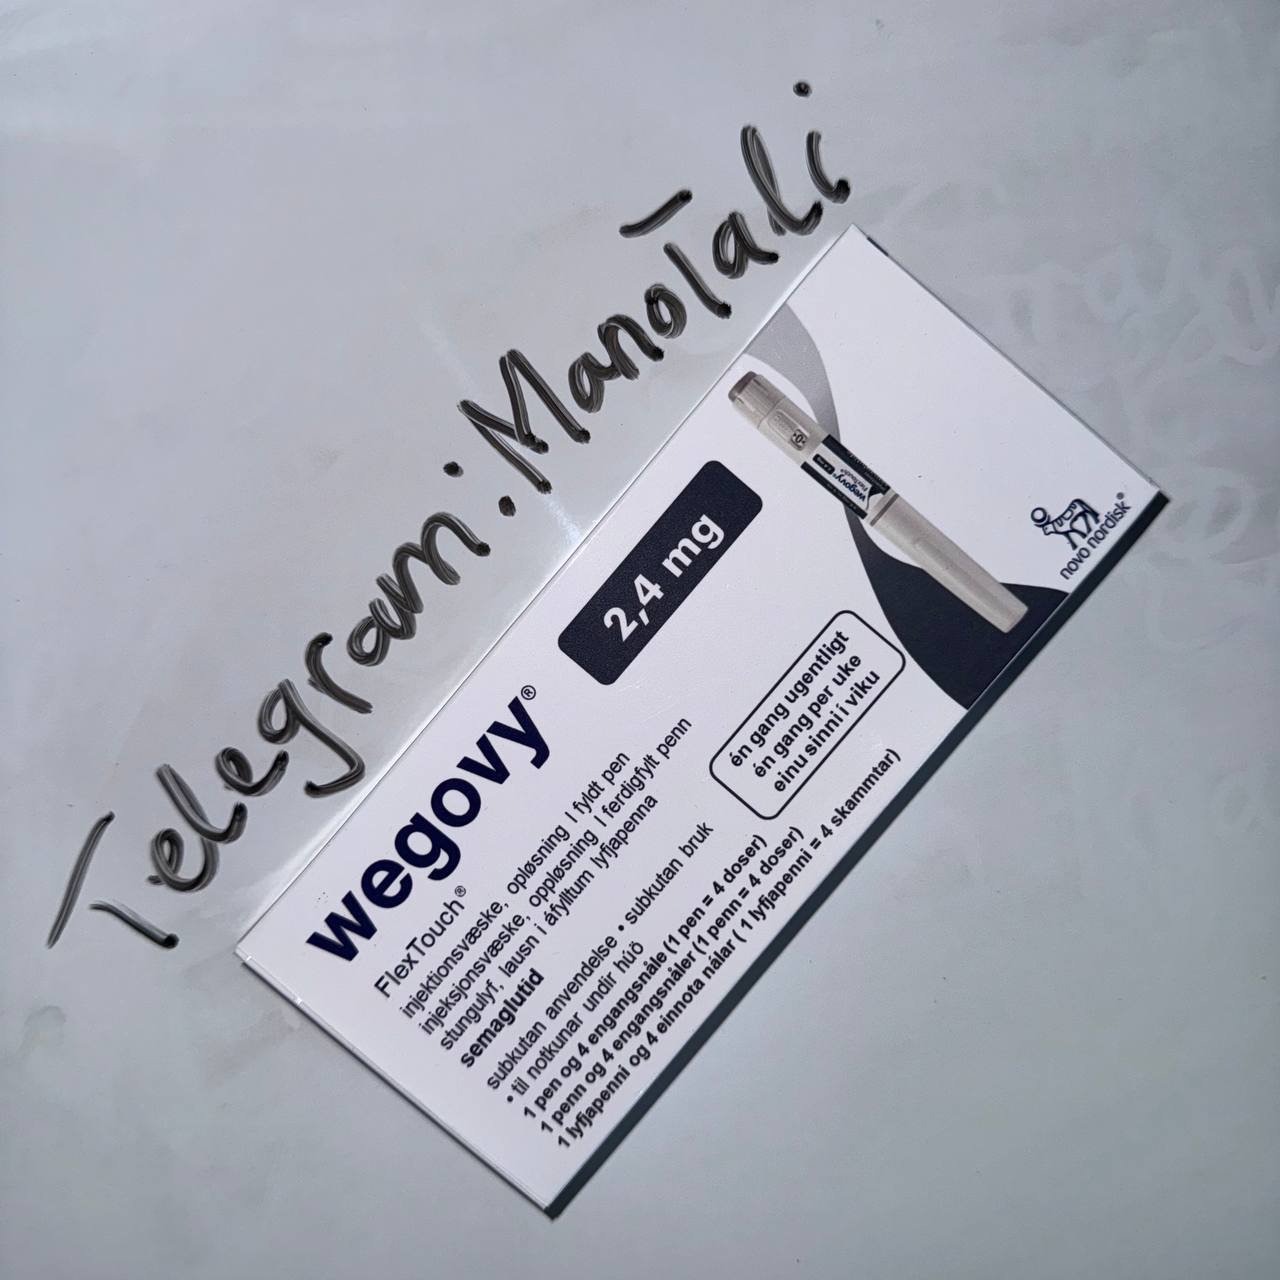 Telegram: Manotali
wegovy®
2,4 mg
FlexTouch®
injektionsvæske, opløsning I fyldt pen
injeksjonsvæske, oppløsning I ferdigfylt penn
stungulyf, lausn i áfylltum lyfjapenna
semaglutid
subkutan anvendelse • subkutan bruk
• til notkunar undir húð
1 pen og 4 engangsnåle (1 pen = 4 doser)
1 penn og 4 engangsnåler (1 penn = 4 doser)
1 lyfjapenni og 4 einnota nálar ( 1 lyfjapenni = 4 skammtar)
én gang ugentligt
én gang per uke
einu sinni i viku
wegovy®
FlexTouch®
novo nordisk®